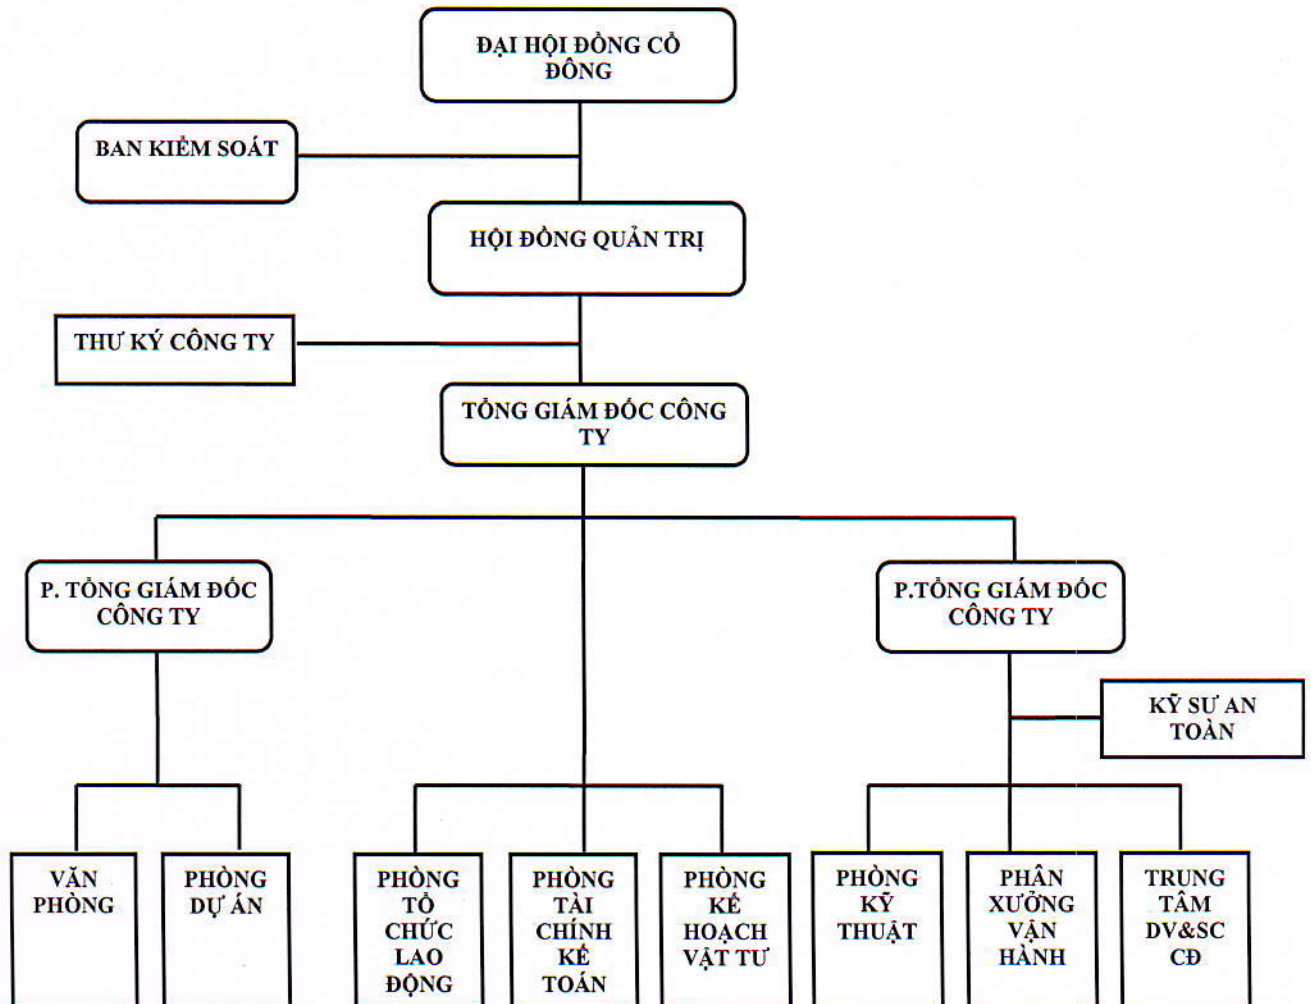 ĐẠI HỘI ĐỒNG CỔ
ĐÔNG
BAN KIỂM SOÁT
HỘI ĐỒNG QUẢN TRỊ
THƯ KÝ CÔNG TY
TỔNG GIÁM ĐỐC CÔNG
TY
P. TỔNG GIÁM ĐỐC
CÔNG TY
P.TỔNG GIÁM ĐỐC
CÔNG TY
KỸ SƯ AN
TOÀN
VĂN
PHÒNG
PHÒNG
DỰ ÁN
PHÒNG
TỔ
CHỨC
LAO
ĐỘNG
PHÒNG
TÀI
CHÍNH
KẾ
TOÁN
PHÒNG
KẾ
HOẠCH
VẬT TƯ
PHÒNG
KỸ
THUẬT
PHÂN
XƯỞNG
VẬN
HÀNH
TRUNG
TÂM
DV&SC
CĐ